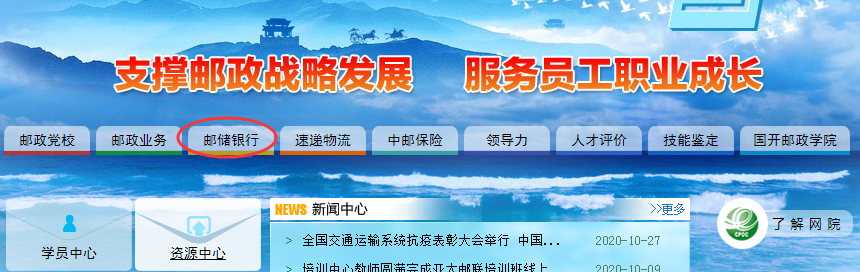 支撑邮政战略发展 服务员工职业成长
邮政党校 邮政业务 邮储银行 速递物流 中邮保险 领导力 人才评价 技能鉴定 国开邮政学院
学员中心
资源中心
NEWS 新闻中心 >>更多
> 全国交通运输系统抗疫表彰大会举行 中国... 2020-10-27
> 培训中心教师圆满完成亚太邮联培训班线上... 2020-10-09
CPOC
了解网院